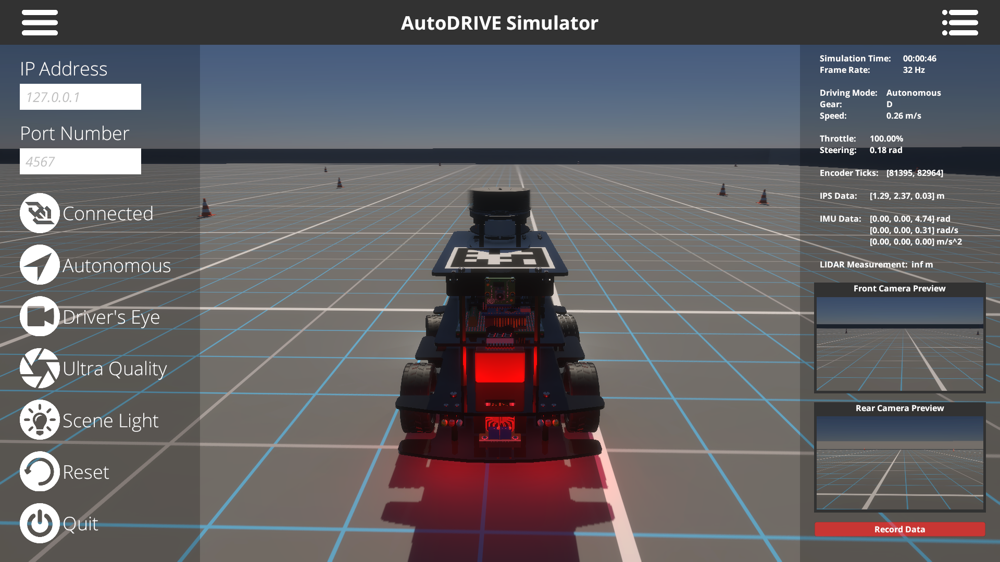 AutoDRIVE Simulator
IP Address
127.0.0.1
Port Number
4567
Connected
Autonomous
Driver's Eye
Ultra Quality
Scene Light
Reset
Quit
Simulation Time: 00:00:46
Frame Rate: 32 Hz
Driving Mode: Autonomous
Gear: D
Speed: 0.26 m/s
Throttle: 100.00%
Steering: 0.18 rad
Encoder Ticks: [81395, 82964]
IPS Data: [1.29, 2.37, 0.03] m
IMU Data: [0.00, 0.00, 4.74] rad
[0.00, 0.00, 0.31] rad/s
[0.00, 0.00, 0.00] m/s^2
LIDAR Measurement: inf m
Front Camera Preview
Rear Camera Preview
Record Data